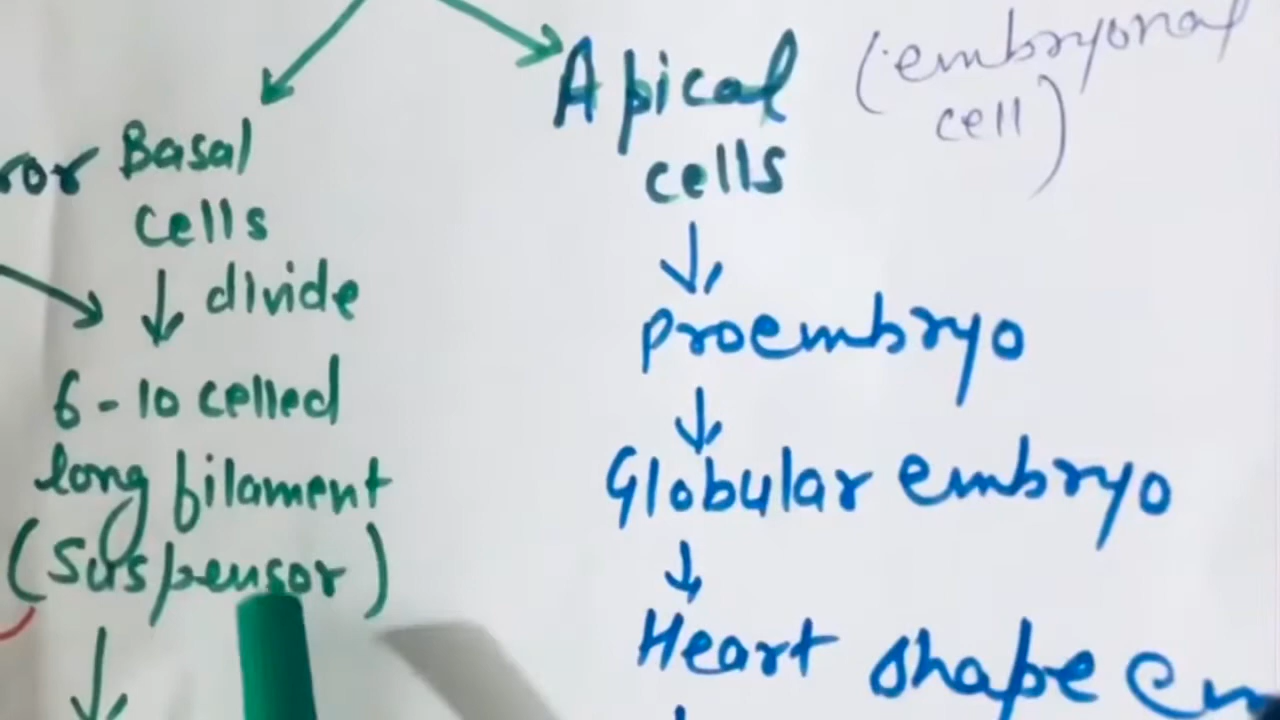 Apical
cells
(embryonal
cell)
Basal
cells
divide
6-10 celled
long filament
(Suspensor)
proembryo
Globular embryo
Heart shape